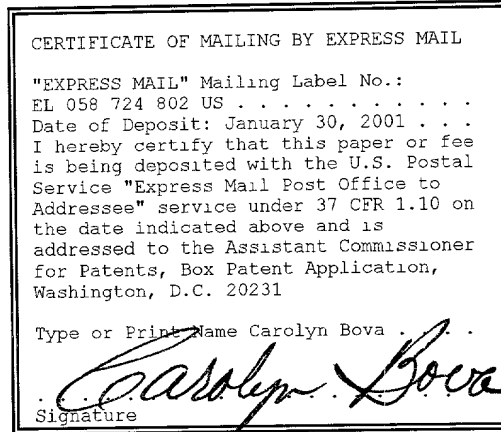 CERTIFICATE OF MAILING BY EXPRESS MAIL
"EXPRESS MAIL" Mailing Label No.:
EL 058 724 802 US . . . . . . . . . . .
Date of Deposit: January 30, 2001 . . .
I hereby certify that this paper or fee
is being deposited with the U.S. Postal
Service "Express Mail Post Office to
Addressee" service under 37 CFR 1.10 on
the date indicated above and is
addressed to the Assistant Commissioner
for Patents, Box Patent Application,
Washington, D.C. 20231
Type or Print Name Carolyn Bova . . . .
Carolyn Bova
Signature